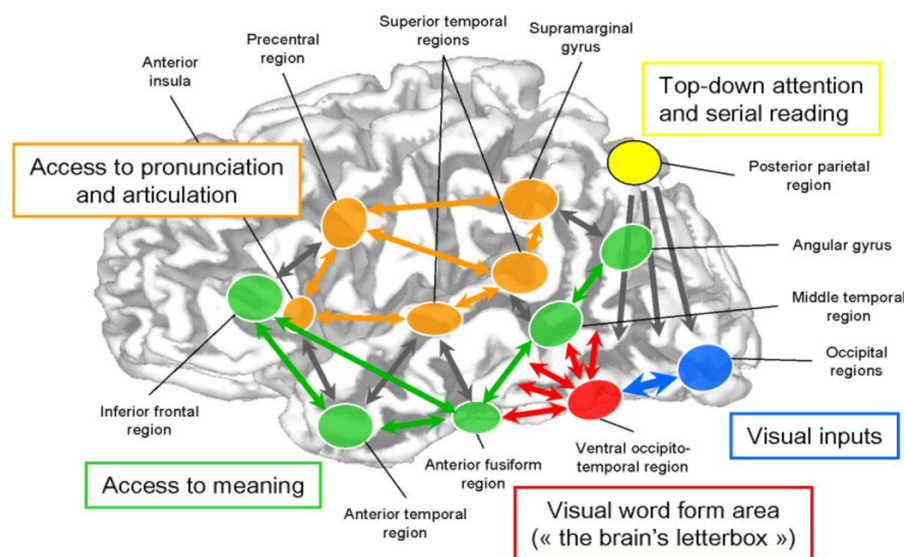 Superior temporal
regions
Supramarginal
gyrus
Precentral
region
Anterior
insula
Top-down attention
and serial reading
Access to pronunciation
and articulation
Posterior parietal
region
Angular gyrus
Middle temporal
region
Occipital
regions
Inferior frontal
region
Visual inputs
Ventral occipito-
temporal region
Anterior fusiform
region
Access to meaning
Anterior temporal
region
Visual word form area
(« the brain's letterbox »)